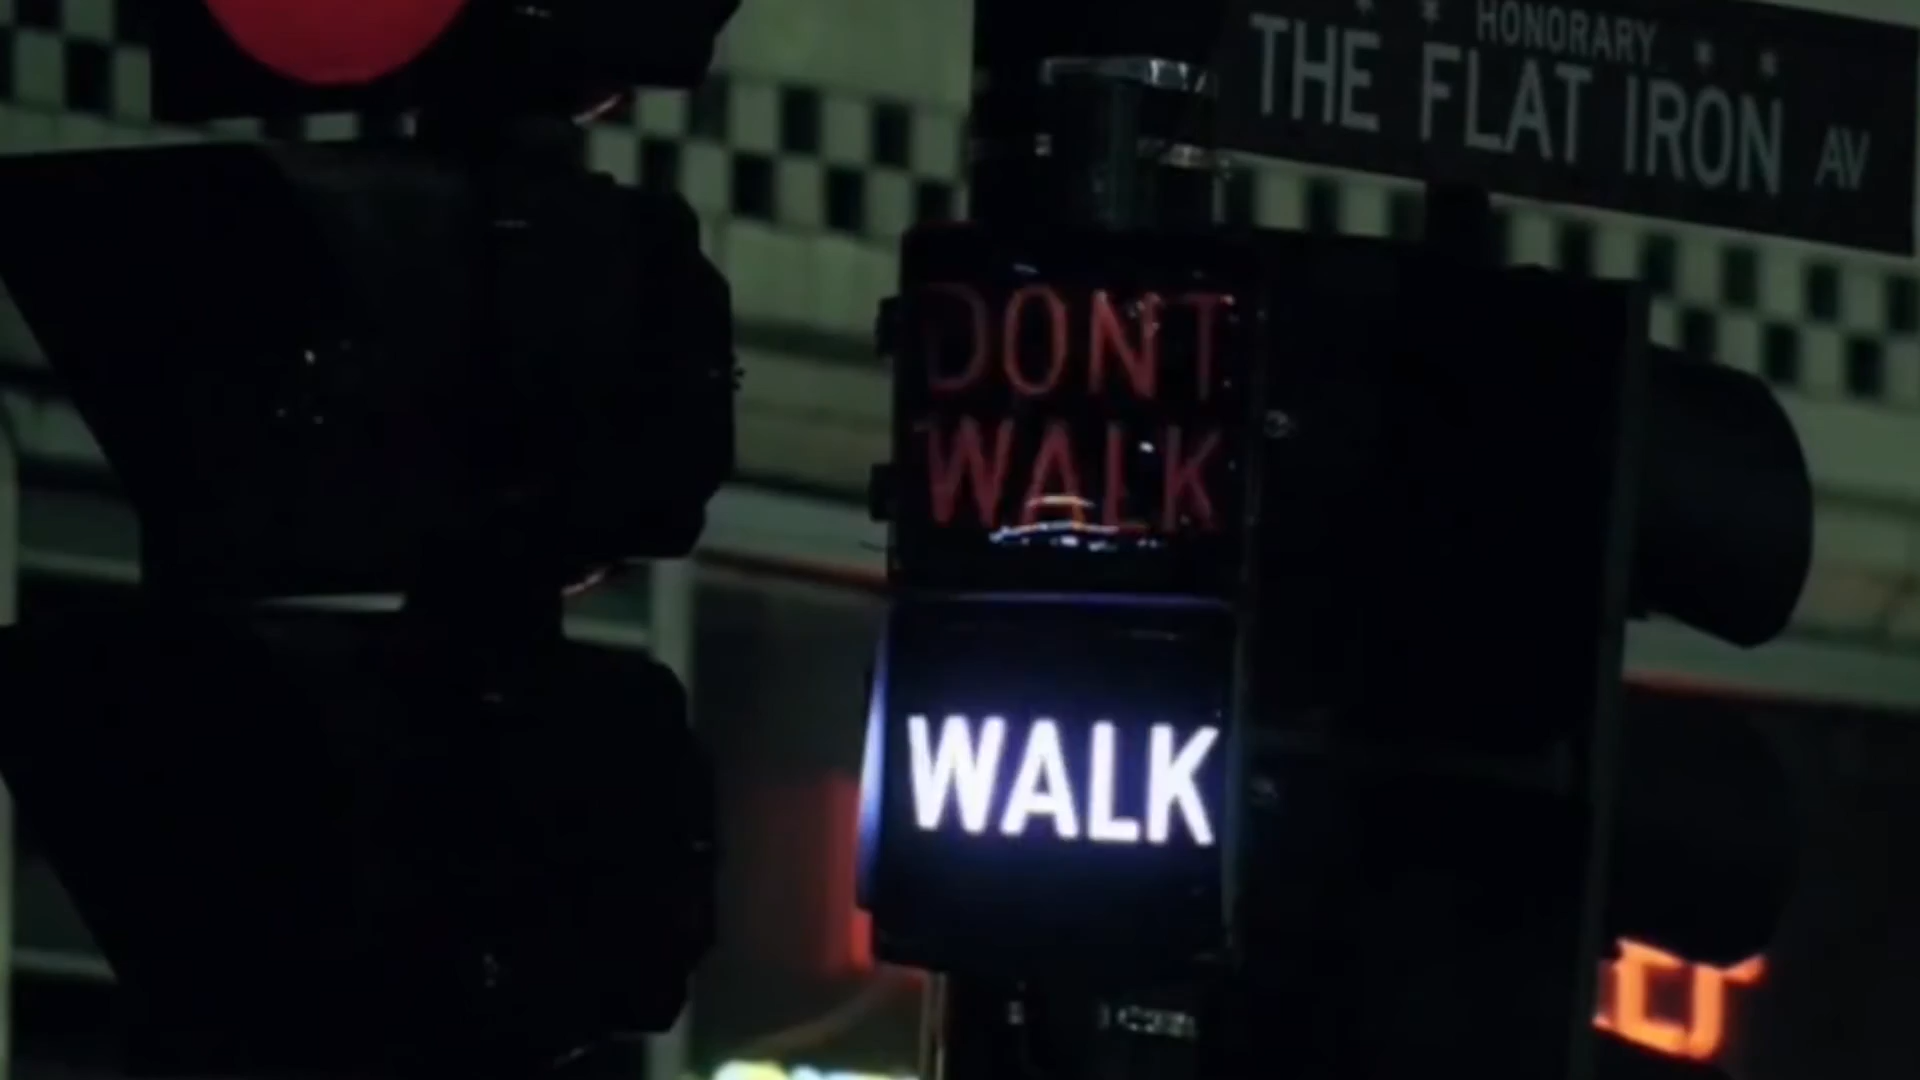 HONORARY
THE FLAT IRON AV
DONT
WALK
WALK